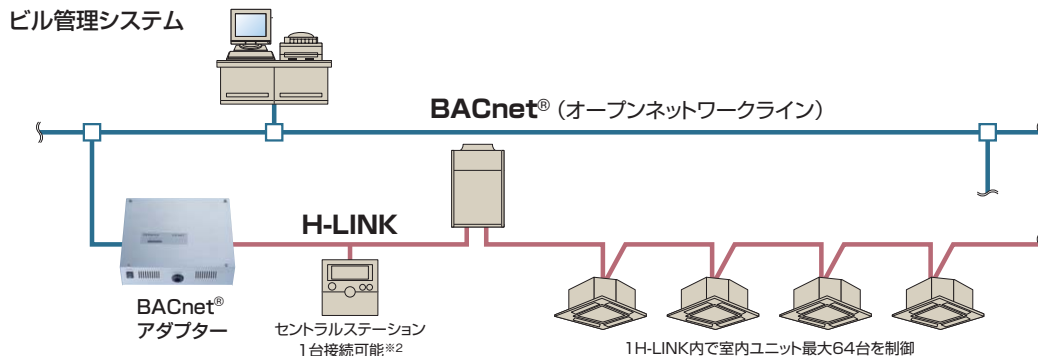 ビル管理システム
BACnet® (オープンネットワークライン)
H-LINK
BACnet®
アダプター
セントラルステーション
1台接続可能※2
1H-LINK内で室内ユニット最大64台を制御